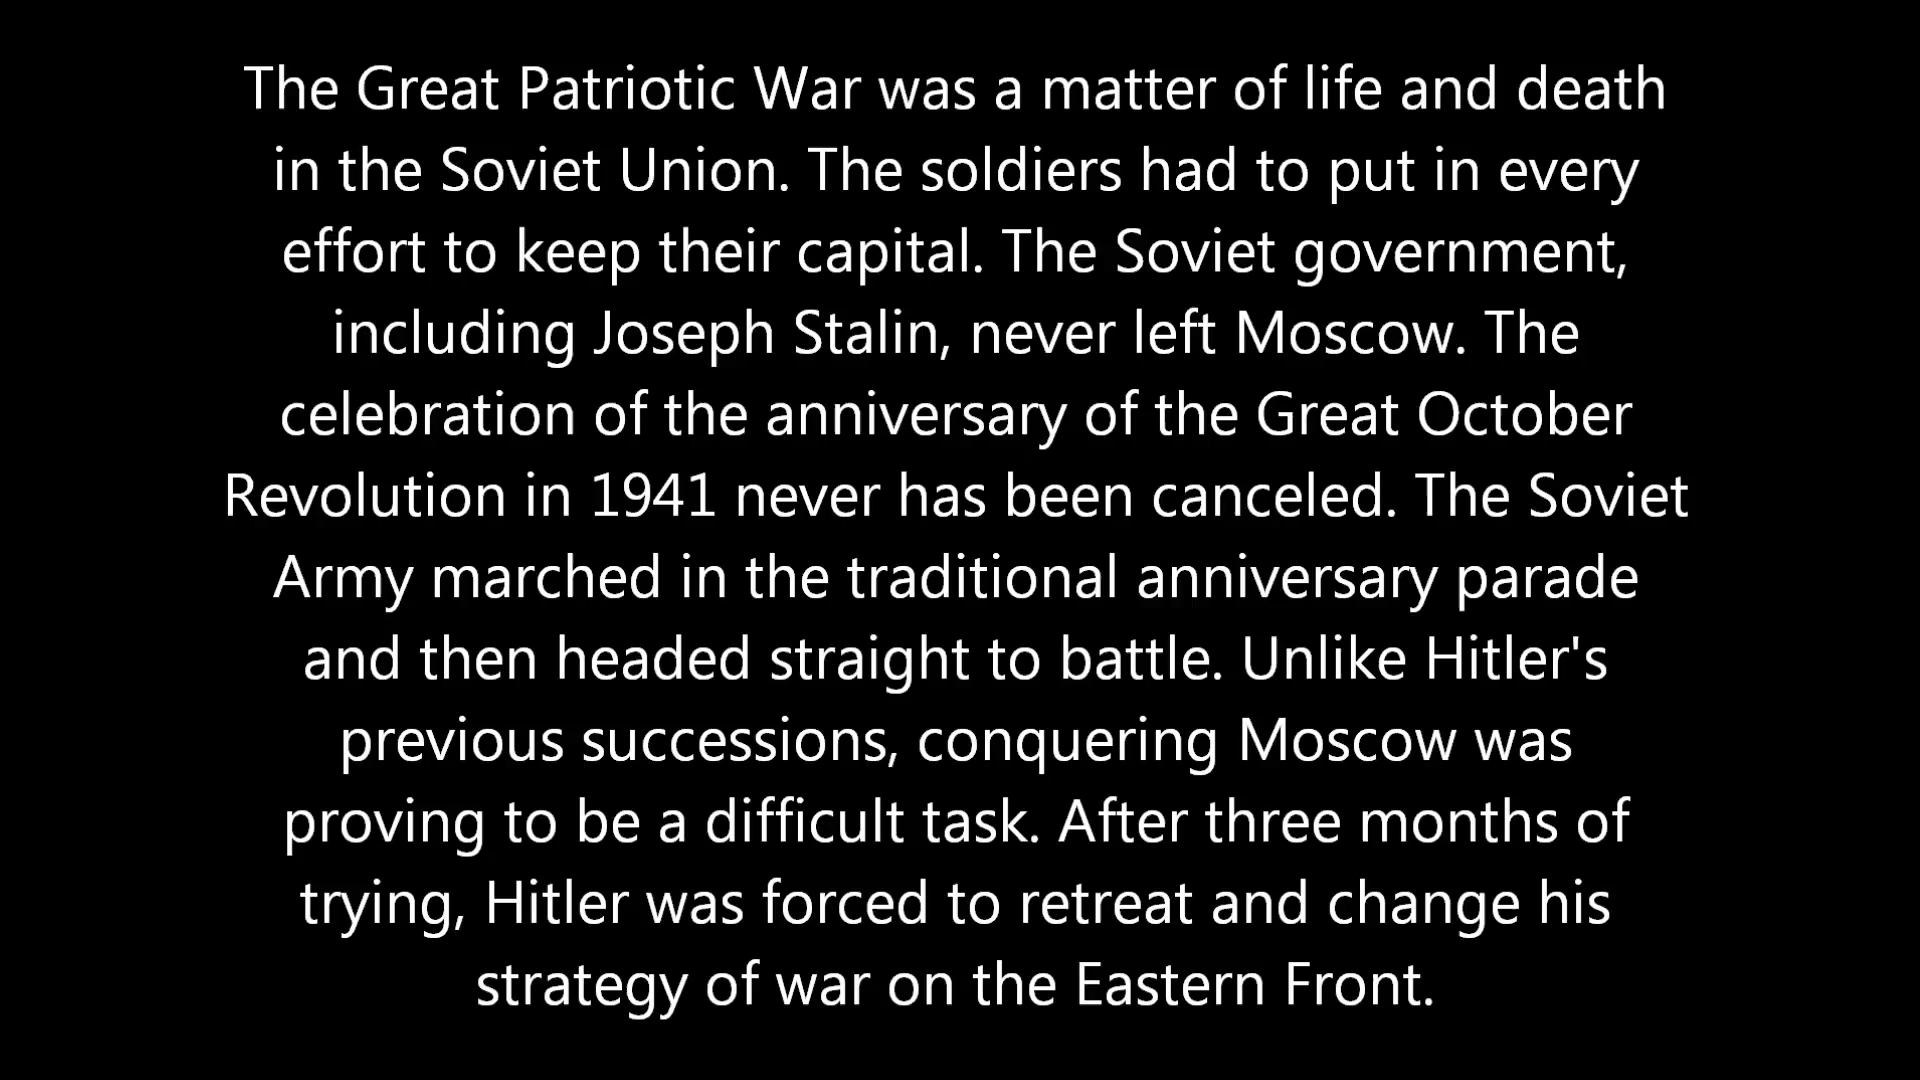 The Great Patriotic War was a matter of life and death
in the Soviet Union. The soldiers had to put in every
effort to keep their capital. The Soviet government,
including Joseph Stalin, never left Moscow. The
celebration of the anniversary of the Great October
Revolution in 1941 never has been canceled. The Soviet
Army marched in the traditional anniversary parade
and then headed straight to battle. Unlike Hitler's
previous successions, conquering Moscow was
proving to be a difficult task. After three months of
trying, Hitler was forced to retreat and change his
strategy of war on the Eastern Front.